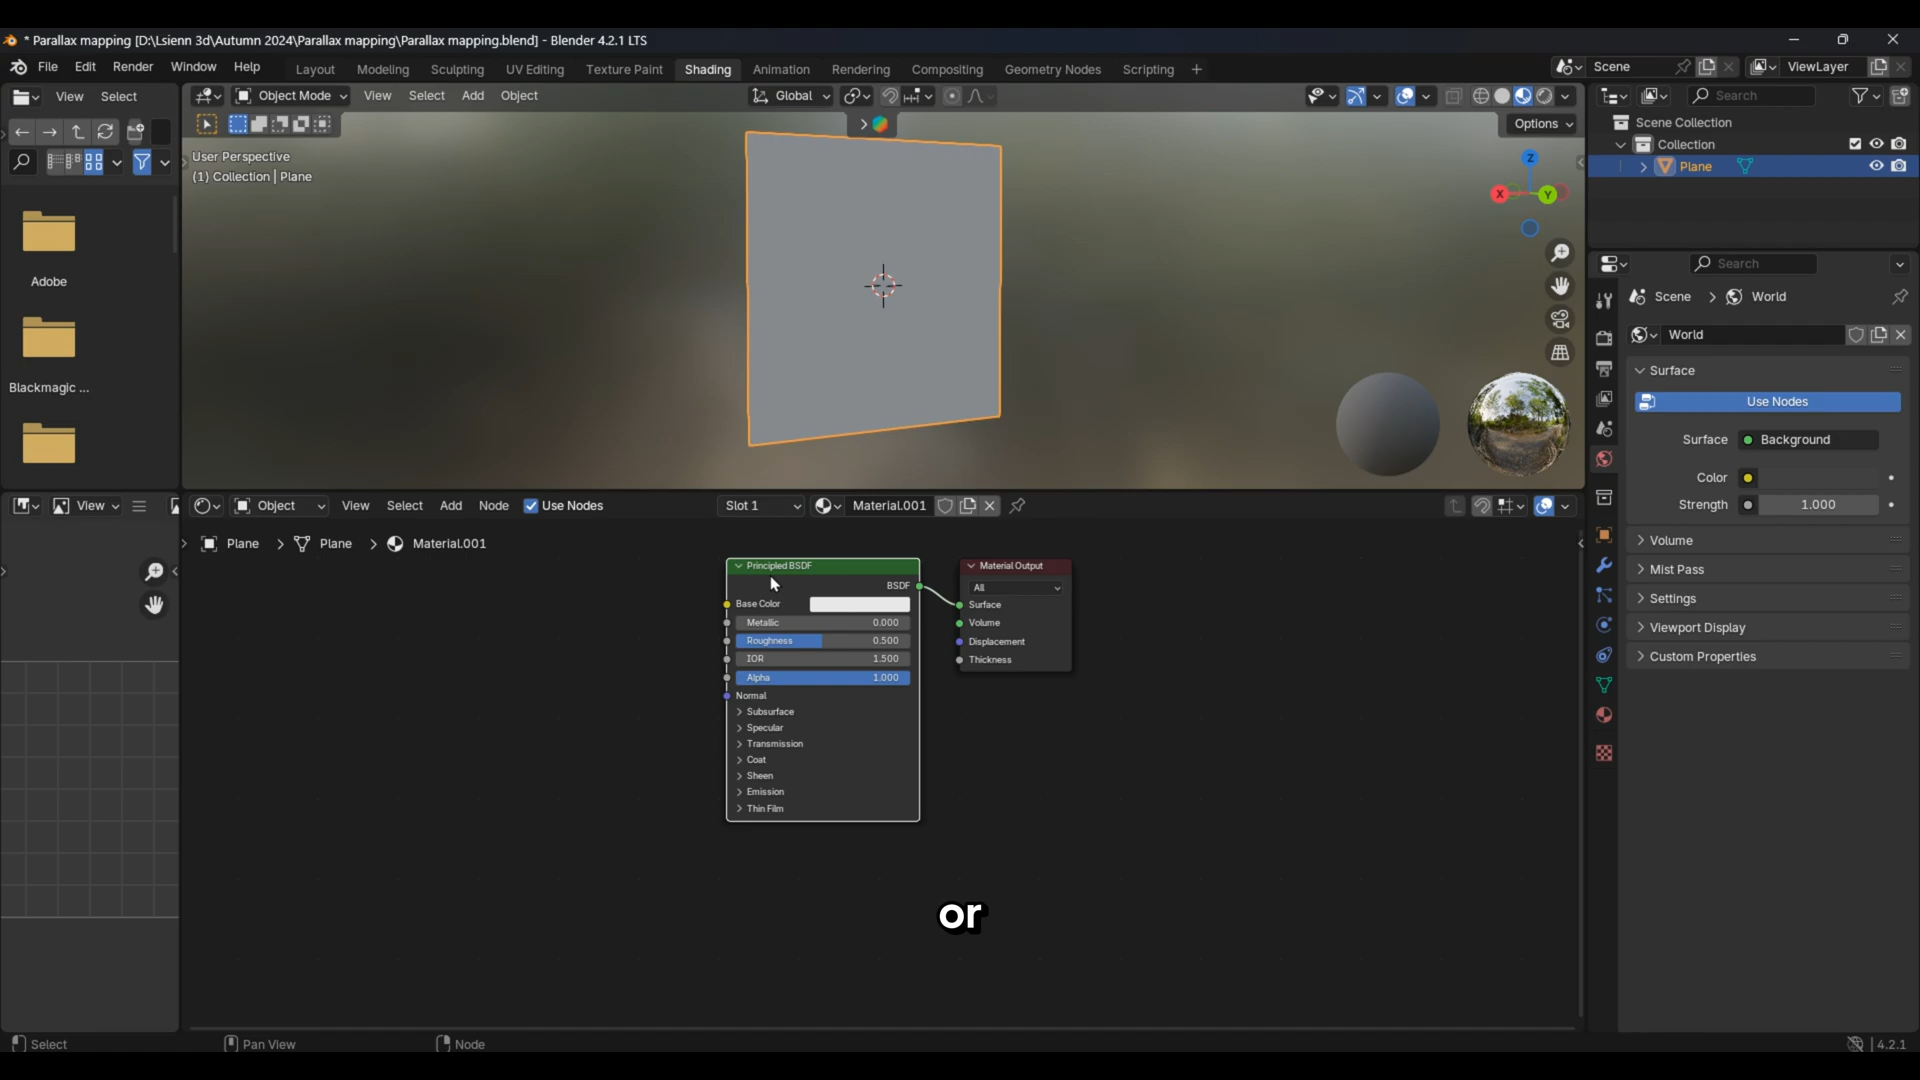 * Parallax mapping [D:\Lsienn 3d\Autumn 2024\Parallax mapping\Parallax mapping.blend] - Blender 4.2.1 LTS
File Edit Render Window Help Layout Modeling Sculpting UV Editing Texture Paint Shading Animation Rendering Compositing Geometry Nodes Scripting + Scene ViewLayer
View Select Object Mode View Select Add Object Global Search
Options
User Perspective
(1) Collection | Plane
Scene Collection
Collection
Plane
Z
X
Y
Adobe
Blackmagic ...
Search
Scene > World
World
Surface
Use Nodes
Surface Background
Color
Strength 1.000
Volume
Mist Pass
Settings
Viewport Display
Custom Properties
View Object View Select Add Node Use Nodes Slot 1 Material.001
Plane > Plane > Material.001
Principled BSDF
BSDF
Base Color
Metallic 0.000
Roughness 0.500
IOR 1.500
Alpha 1.000
Normal
Subsurface
Specular
Transmission
Coat
Sheen
Emission
Thin Film
Material Output
All
Surface
Volume
Displacement
Thickness
or
Select Pan View Node 4.2.1